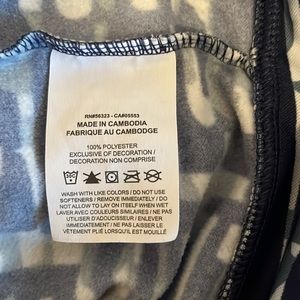 RN#56323 - CA#05553
MADE IN CAMBODIA
FABRIQUÉ AU CAMBODGE
100% POLYESTER
EXCLUSIVE OF DECORATION /
DECORATION NON COMPRISE
WASH WITH LIKE COLORS / DO NOT USE
SOFTENERS / REMOVE IMMEDIATELY / DO
NOT ALLOW TO LAY ON ITSELF WHEN WET
LAVER AVEC COULEURS SIMILAIRES / NE PAS
UTILISER D'ADOUCISSEUR / ENLEVER
IMMÉDIATEMENT / NE PAS LAISSER LE
VÊTEMENT PLIÉ LORSQU'IL EST MOUILLÉ